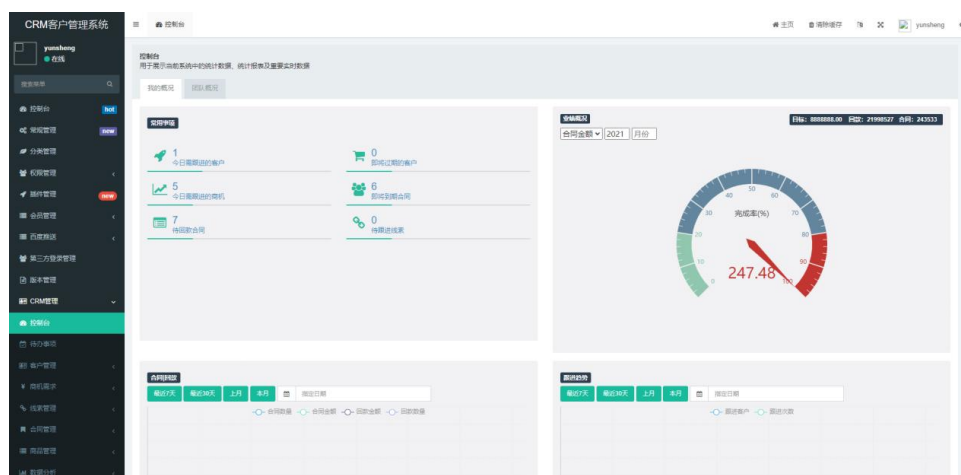 CRM客户管理系统
控制台
主页
清除缓存
yunsheng
yunsheng
在线
搜索菜单
控制台
hot
常规管理
new
分类管理
权限管理
插件管理
new
会员管理
百度推送
第三方登录管理
版本管理
CRM管理
控制台
待办事项
客户管理
商机需求
线索管理
合同管理
商品管理
数据分析
控制台
用于展示当前系统中的统计数据、统计报表及重要实时数据
我的概况
团队概况
常用事项
1
今日需跟进的客户
0
即将过期的客户
5
今日需跟进的商机
6
即将到期合同
7
待回款合同
0
待跟进线索
业绩概况
目标: 8888888.00 回款: 21998527 合同: 243533
合同金额
2021
月份
0
10
20
30
40
50
60
70
80
90
100
完成率(%)
247.48
合同|回款
最近7天
最近30天
上月
本月
指定日期
合同数量
合同金额
回款金额
回款数量
跟进趋势
最近7天
最近30天
上月
本月
指定日期
跟进客户
跟进次数